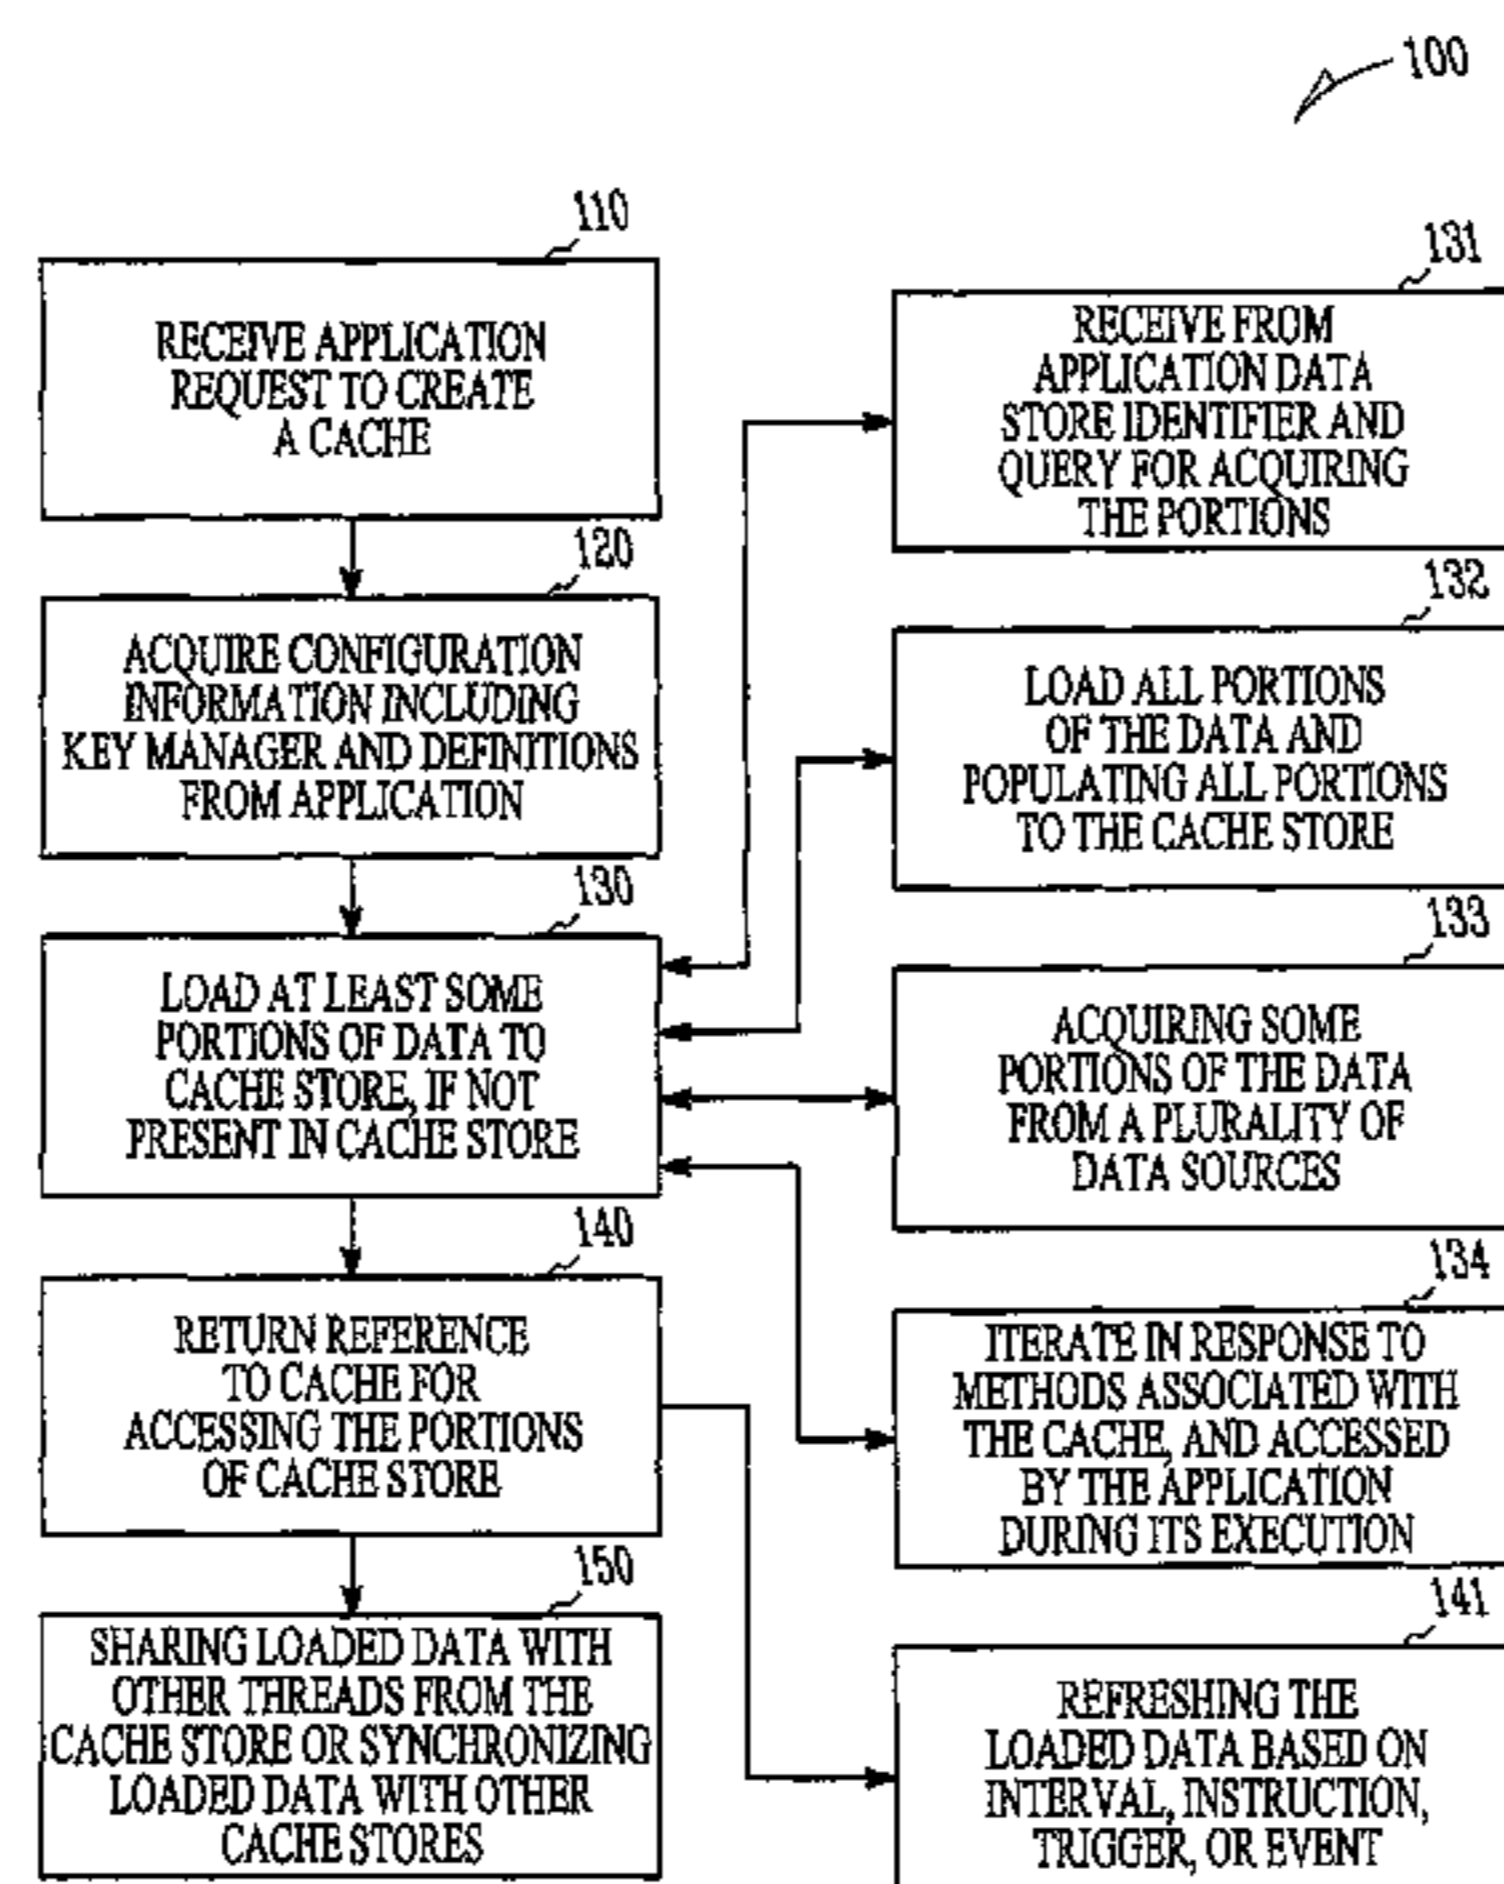 100
110
RECEIVE APPLICATION
REQUEST TO CREATE
A CACHE
120
ACQUIRE CONFIGURATION
INFORMATION INCLUDING
KEY MANAGER AND DEFINITIONS
FROM APPLICATION
130
LOAD AT LEAST SOME
PORTIONS OF DATA TO
CACHE STORE, IF NOT
PRESENT IN CACHE STORE
140
RETURN REFERENCE
TO CACHE FOR
ACCESSING THE PORTIONS
OF CACHE STORE
150
SHARING LOADED DATA WITH
OTHER THREADS FROM THE
CACHE STORE OR SYNCHRONIZING
LOADED DATA WITH OTHER
CACHE STORES
131
RECEIVE FROM
APPLICATION DATA
STORE IDENTIFIER AND
QUERY FOR ACQUIRING
THE PORTIONS
132
LOAD ALL PORTIONS
OF THE DATA AND
POPULATING ALL PORTIONS
TO THE CACHE STORE
133
ACQUIRING SOME
PORTIONS OF THE DATA
FROM A PLURALITY OF
DATA SOURCES
134
ITERATE IN RESPONSE TO
METHODS ASSOCIATED WITH
THE CACHE, AND ACCESSED
BY THE APPLICATION
DURING ITS EXECUTION
141
REFRESHING THE
LOADED DATA BASED ON
INTERVAL, INSTRUCTION,
TRIGGER, OR EVENT